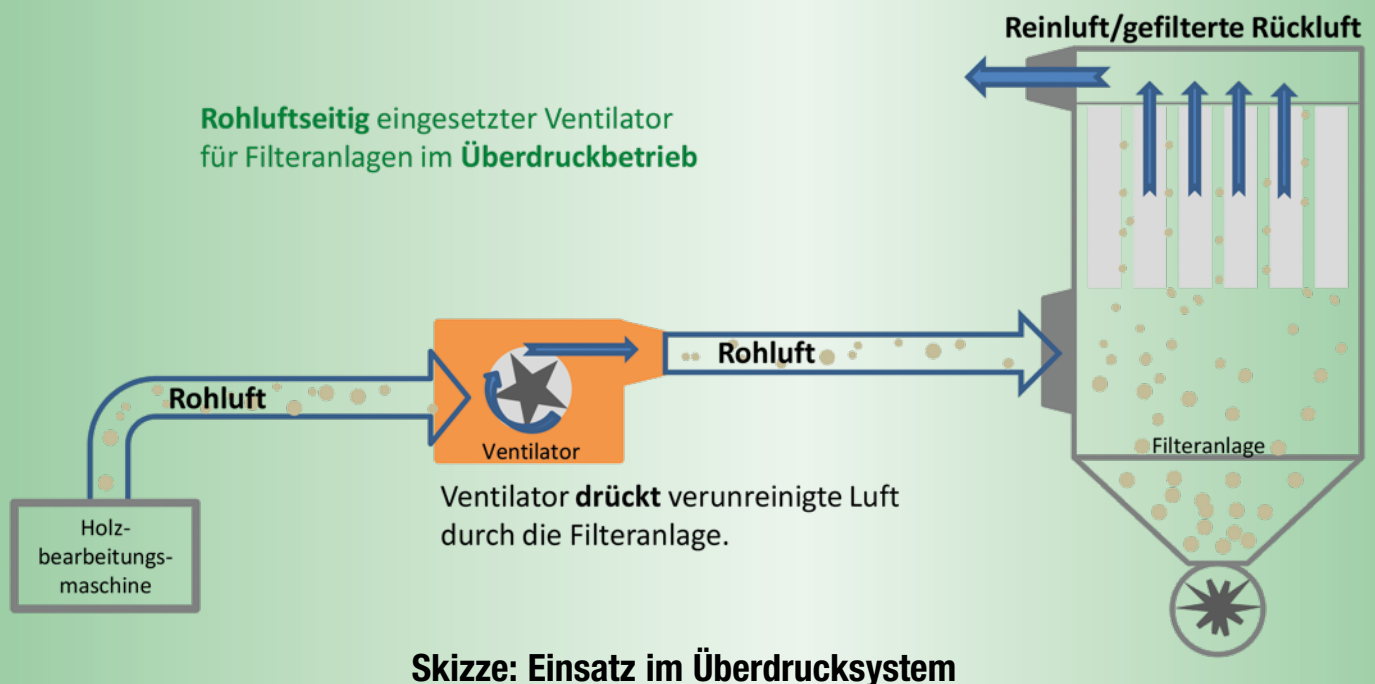 Reinluft/gefilterte Rückluft
Rohluftseitig eingesetzter Ventilator
für Filteranlagen im Überdruckbetrieb
Rohluft
Rohluft
Ventilator
Filteranlage
Ventilator drückt verunreinigte Luft
durch die Filteranlage.
Holz-
bearbeitungs-
maschine
Skizze: Einsatz im Überdrucksystem